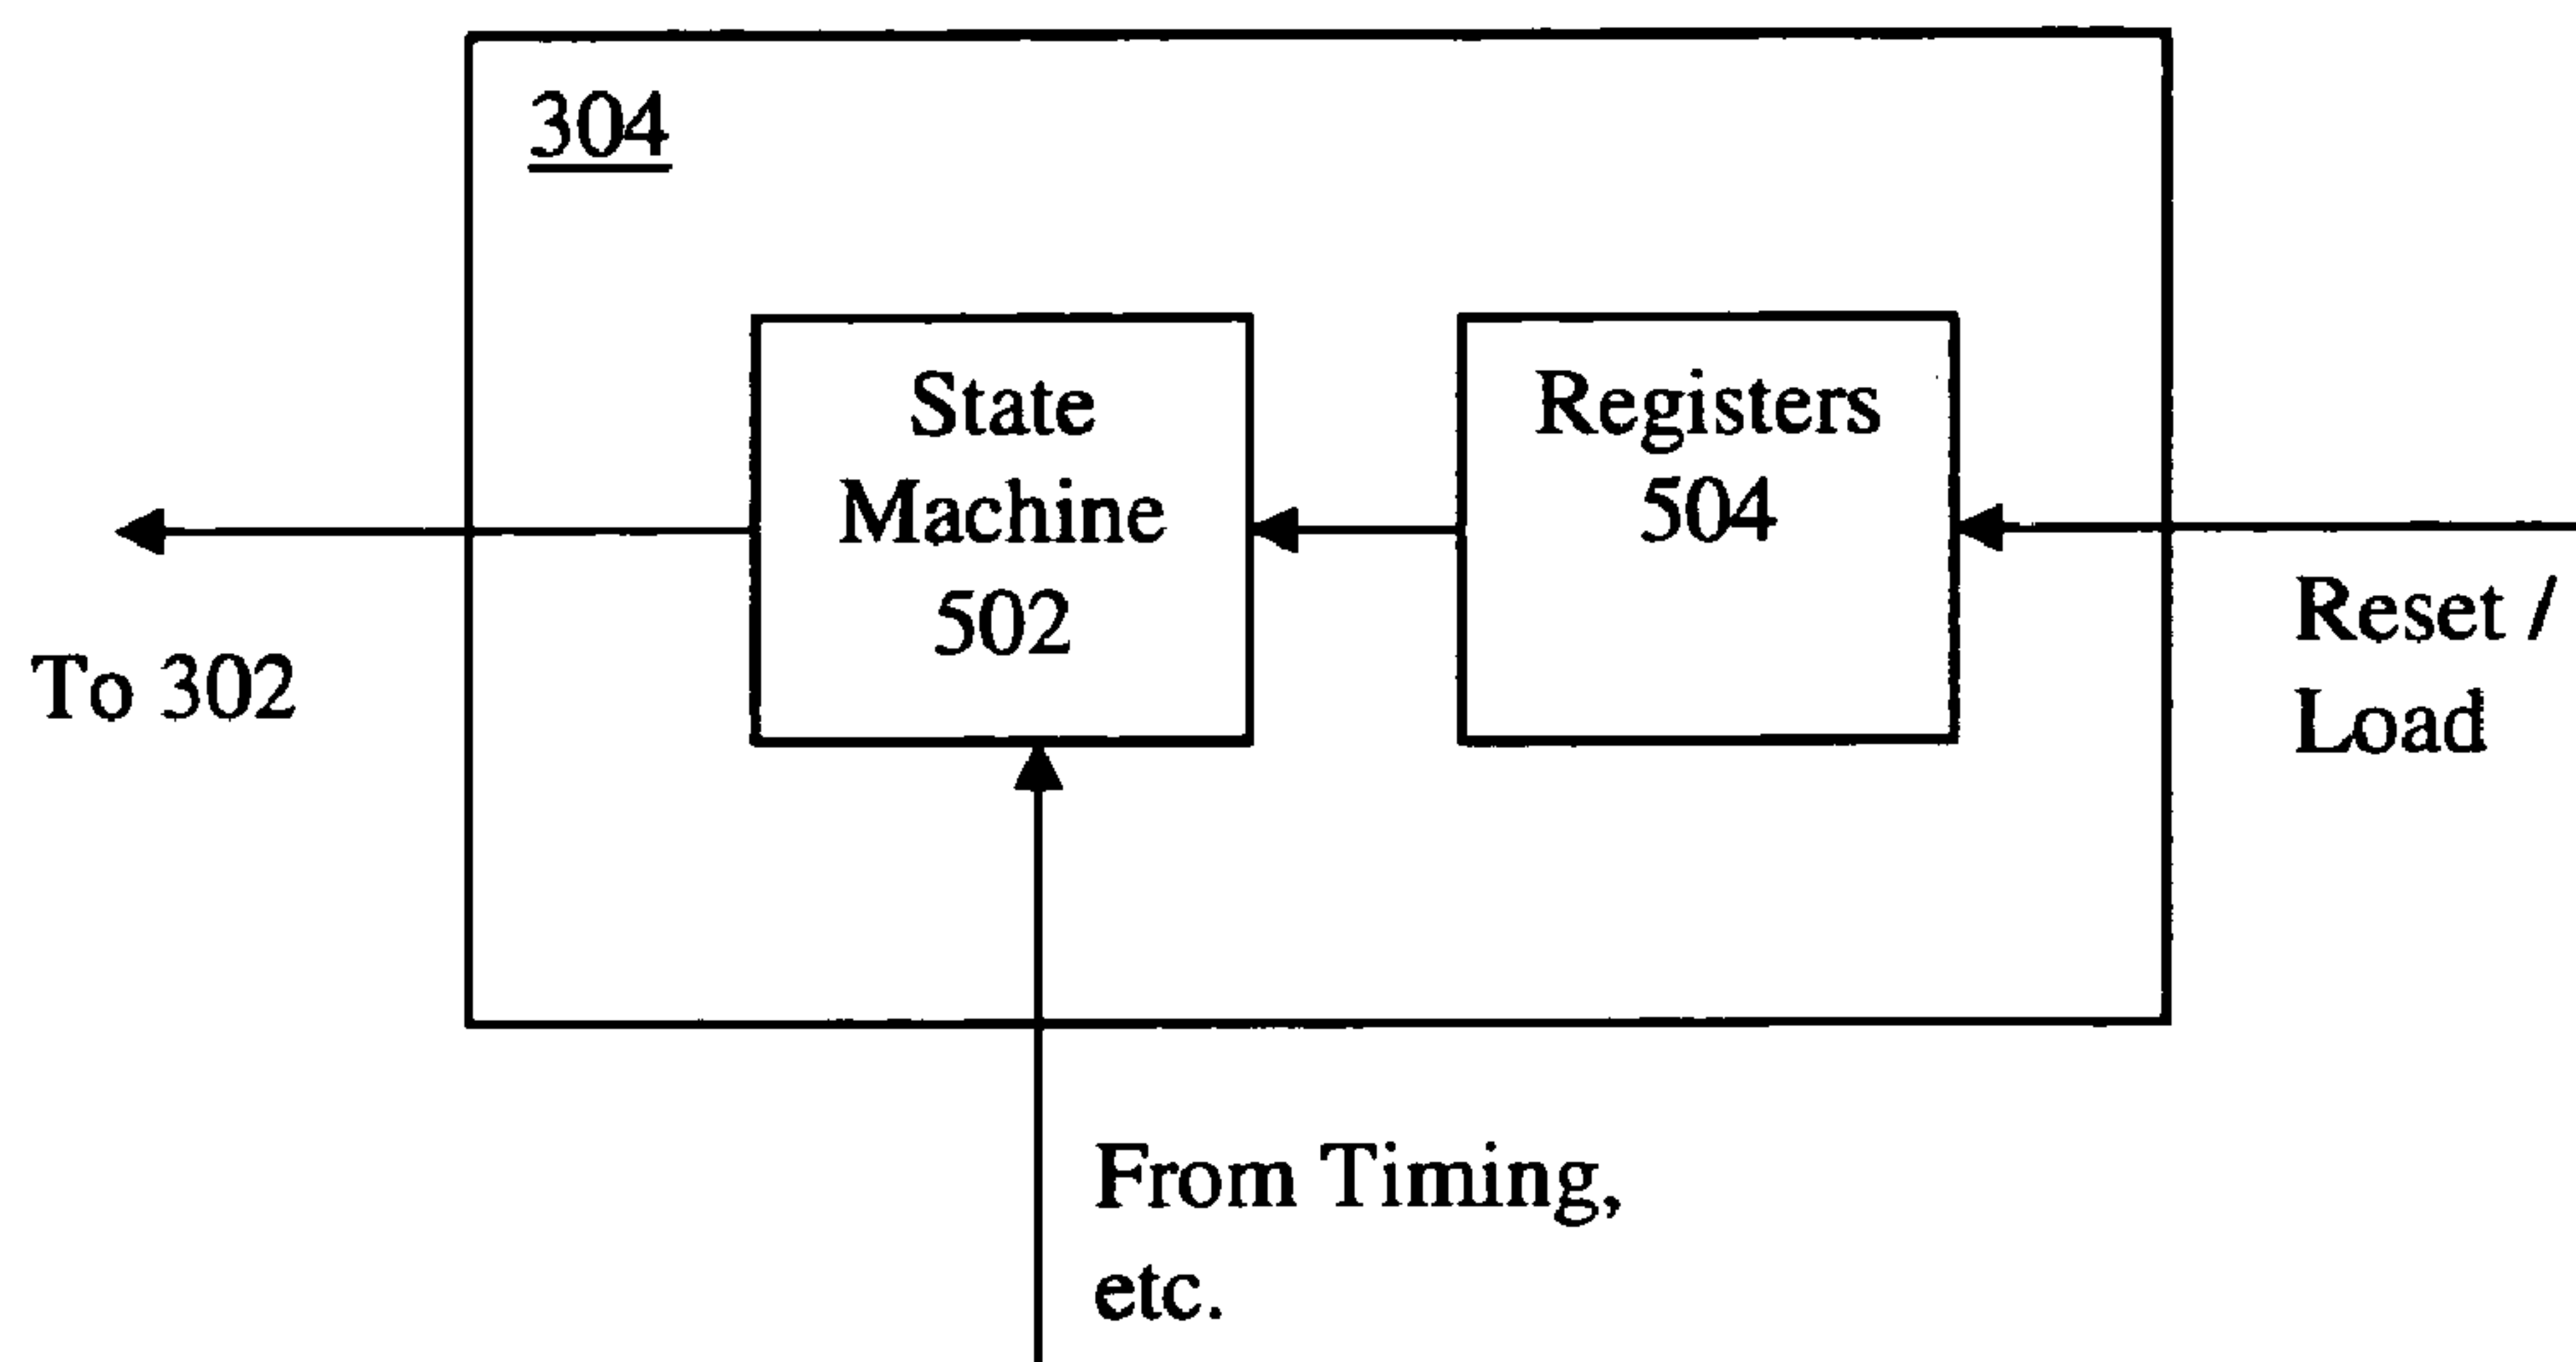 304
State
Machine
502
Registers
504
To 302
Reset /
Load
From Timing,
etc.